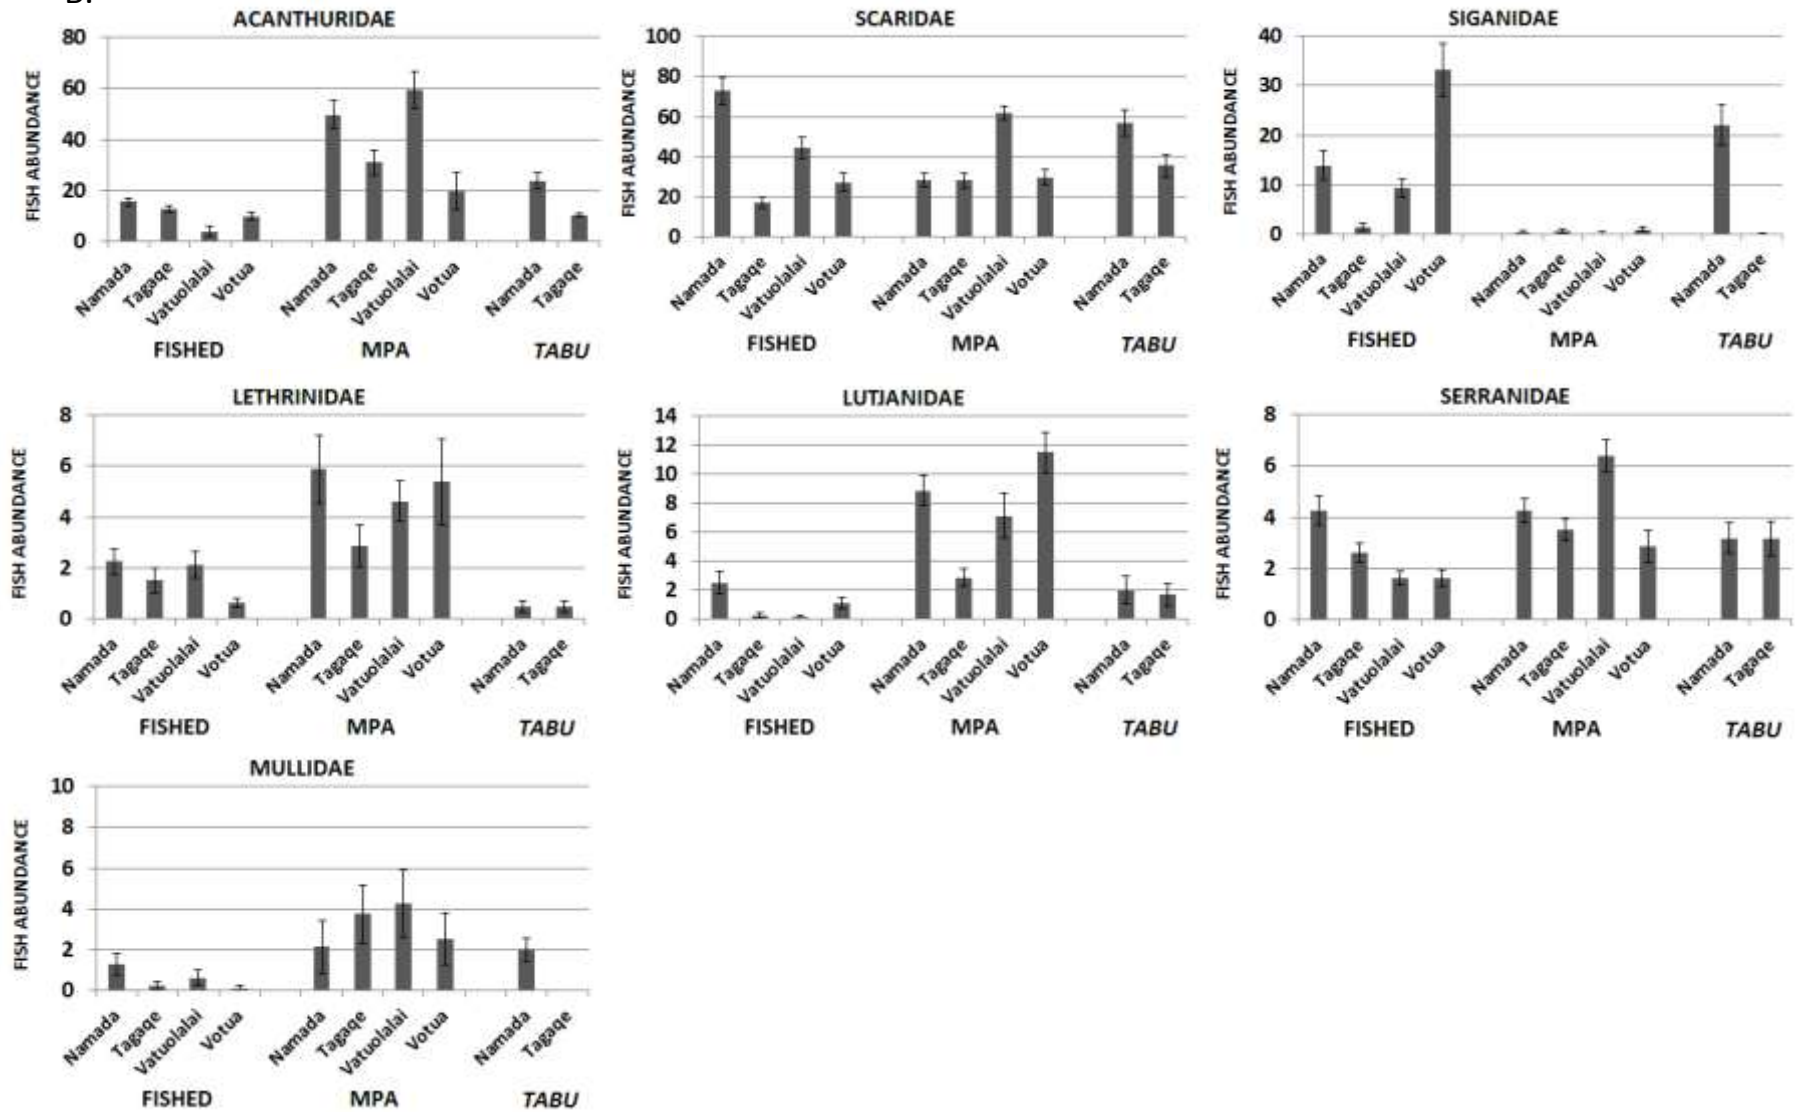 B.
ACANTHURIDAE
FISH ABUNDANCE
80
60
40
20
0
Namada Tagaqe Vatuolalai Votua Namada Tagaqe Vatuolalai Votua Namada Tagaqe
FISHED MPA TABU
SCARIDAE
FISH ABUNDANCE
100
80
60
40
20
0
Namada Tagaqe Vatuolalai Votua Namada Tagaqe Vatuolalai Votua Namada Tagaqe
FISHED MPA TABU
SIGANIDAE
FISH ABUNDANCE
40
30
20
10
0
Namada Tagaqe Vatuolalai Votua Namada Tagaqe Vatuolalai Votua Namada Tagaqe
FISHED MPA TABU
LETHRINIDAE
FISH ABUNDANCE
8
6
4
2
0
Namada Tagaqe Vatuolalai Votua Namada Tagaqe Vatuolalai Votua Namada Tagaqe
FISHED MPA TABU
LUTJANIDAE
FISH ABUNDANCE
14
12
10
8
6
4
2
0
Namada Tagaqe Vatuolalai Votua Namada Tagaqe Vatuolalai Votua Namada Tagaqe
FISHED MPA TABU
SERRANIDAE
FISH ABUNDANCE
8
6
4
2
0
Namada Tagaqe Vatuolalai Votua Namada Tagaqe Vatuolalai Votua Namada Tagaqe
FISHED MPA TABU
MULLIDAE
FISH ABUNDANCE
10
8
6
4
2
0
Namada Tagaqe Vatuolalai Votua Namada Tagaqe Vatuolalai Votua Namada Tagaqe
FISHED MPA TABU